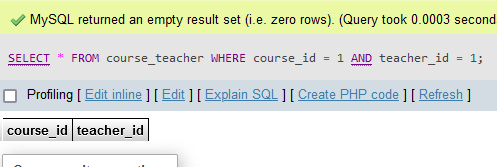 MySQL returned an empty result set (i.e. zero rows). (Query took 0.0003 second
SELECT * FROM course_teacher WHERE course_id = 1 AND teacher_id = 1;
Profiling [ Edit inline ] [ Edit ] [ Explain SQL ] [ Create PHP code ] [ Refresh ]
course_id teacher_id